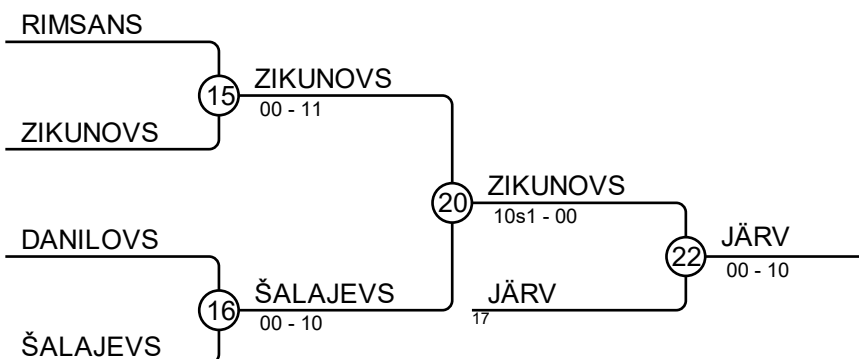 RIMSANS
15
ZIKUNOVS
00 - 11
ZIKUNOVS
20
ZIKUNOVS
10s1 - 00
DANILOVS
22
JÄRV
00 - 10
16
ŠALAJEVS
00 - 10
JÄRV
17
ŠALAJEVS